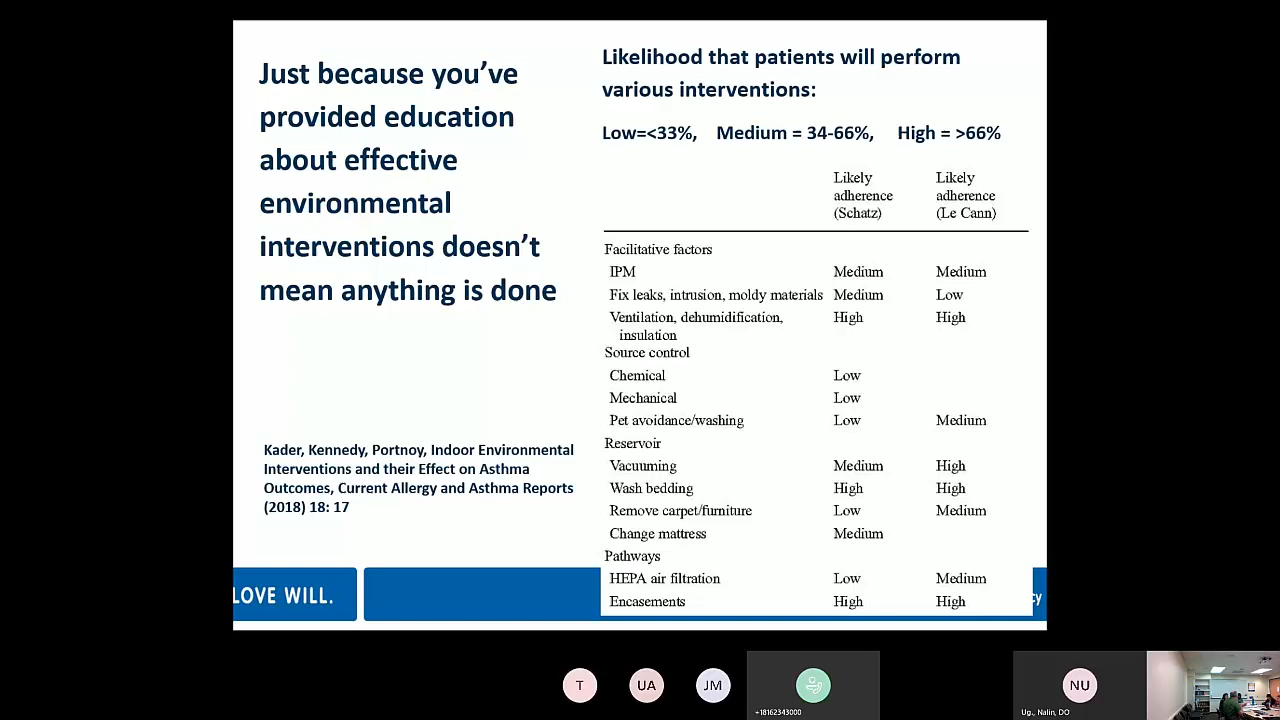 Just because you've
provided education
about effective
environmental
interventions doesn't
mean anything is done
Kader, Kennedy, Portnoy, Indoor Environmental
Interventions and their Effect on Asthma
Outcomes, Current Allergy and Asthma Reports
(2018) 18: 17
Likelihood that patients will perform
various interventions:
Low=<33%, Medium = 34-66%, High = >66%
Likely adherence (Schatz) Likely adherence (Le Cann)
Facilitative factors
IPM Medium Medium
Fix leaks, intrusion, moldy materials Medium Low
Ventilation, dehumidification, High High
insulation
Source control
Chemical Low
Mechanical Low
Pet avoidance/washing Low Medium
Reservoir
Vacuuming Medium High
Wash bedding High High
Remove carpet/furniture Low Medium
Change mattress Medium
Pathways
HEPA air filtration Low Medium
Encasements High High
LOVE WILL.
cy
T UA JM NU
+18162343000
Ug., Nalin, DO